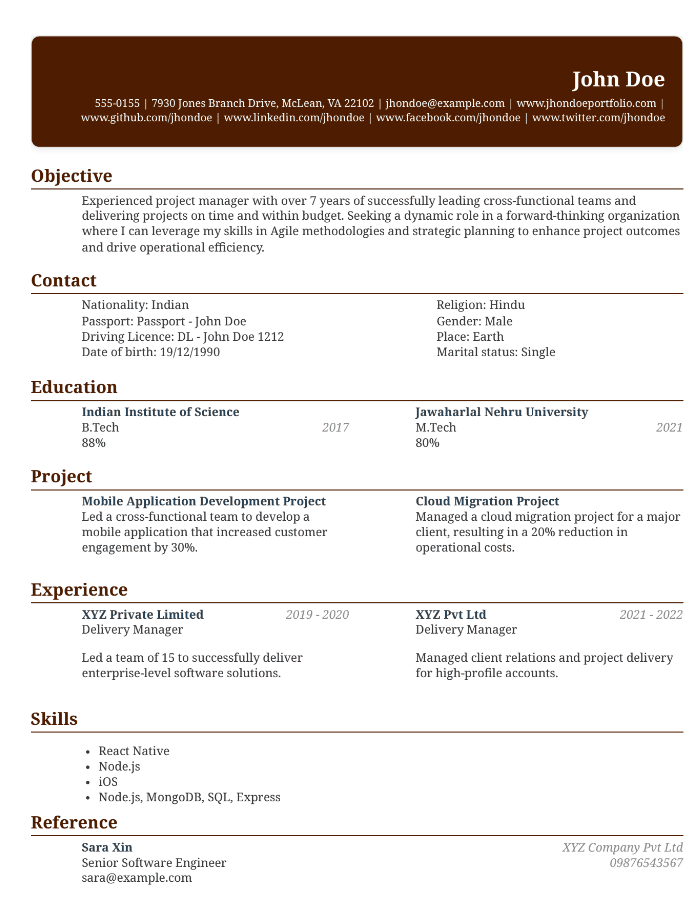 John Doe
555-0155 | 7930 Jones Branch Drive, McLean, VA 22102 | jhondoe@example.com | www.jhondoeportfolio.com |
www.github.com/jhondoe | www.linkedin.com/jhondoe | www.facebook.com/jhondoe | www.twitter.com/jhondoe
Objective
Experienced project manager with over 7 years of successfully leading cross-functional teams and
delivering projects on time and within budget. Seeking a dynamic role in a forward-thinking organization
where I can leverage my skills in Agile methodologies and strategic planning to enhance project outcomes
and drive operational efficiency.
Contact
Nationality: Indian
Passport: Passport - John Doe
Driving Licence: DL - John Doe 1212
Date of birth: 19/12/1990
Religion: Hindu
Gender: Male
Place: Earth
Marital status: Single
Education
Indian Institute of Science
B.Tech 2017
88%
Jawaharlal Nehru University
M.Tech 2021
80%
Project
Mobile Application Development Project
Led a cross-functional team to develop a
mobile application that increased customer
engagement by 30%.
Cloud Migration Project
Managed a cloud migration project for a major
client, resulting in a 20% reduction in
operational costs.
Experience
XYZ Private Limited 2019 - 2020
Delivery Manager
Led a team of 15 to successfully deliver
enterprise-level software solutions.
XYZ Pvt Ltd 2021 - 2022
Delivery Manager
Managed client relations and project delivery
for high-profile accounts.
Skills
• React Native
• Node.js
• iOS
• Node.js, MongoDB, SQL, Express
Reference
Sara Xin XYZ Company Pvt Ltd
Senior Software Engineer 09876543567
sara@example.com